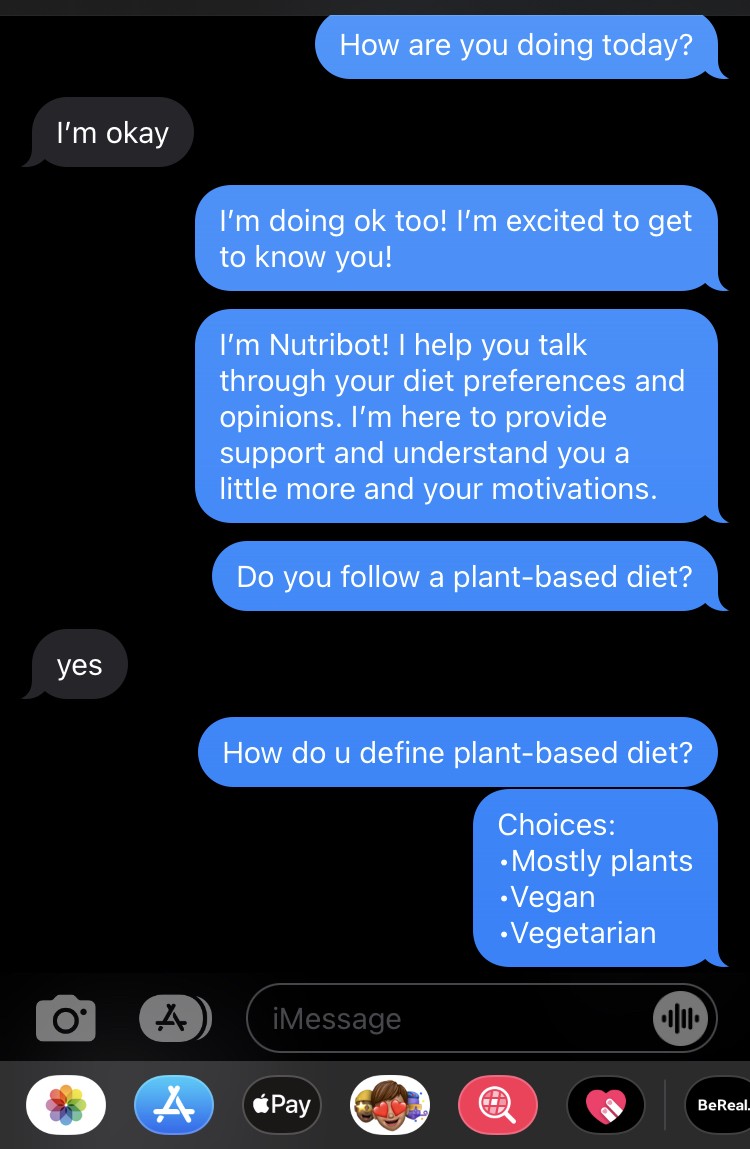 How are you doing today?
I'm okay
I'm doing ok too! I'm excited to get
to know you!
I'm Nutribot! I help you talk
through your diet preferences and
opinions. I'm here to provide
support and understand you a
little more and your motivations.
Do you follow a plant-based diet?
yes
How do u define plant-based diet?
Choices:
•Mostly plants
•Vegan
•Vegetarian
iMessage
Pay
BeReal.